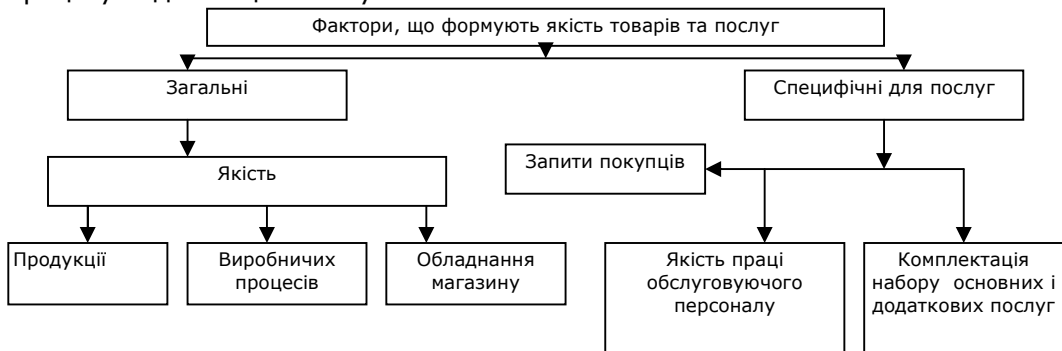 Фактори, що формують якість товарів та послуг
Загальні
Специфічні для послуг
Якість
Запити покупців
Продукції
Виробничих
процесів
Обладнання
магазину
Якість праці
обслуговуючого
персоналу
Комплектація
набору основних і
додаткових послуг